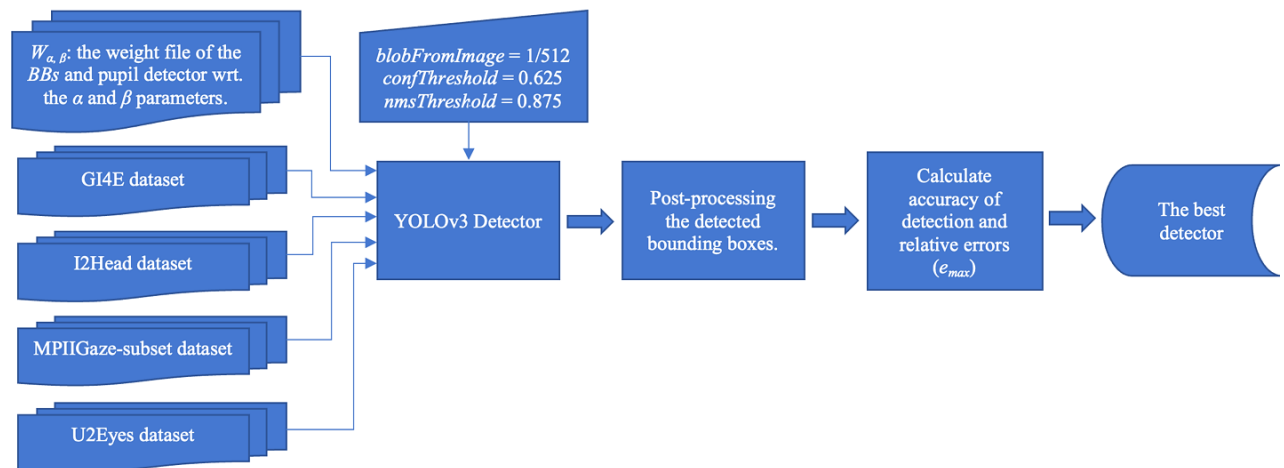 W α, β: the weight file of the
BBs and pupil detector wrt.
the α and β parameters.
blobFromImage = 1/512
confThreshold = 0.625
nmsThreshold = 0.875
GI4E dataset
I2Head dataset
MPIIGaze-subset dataset
U2Eyes dataset
YOLOv3 Detector
Post-processing
the detected
bounding boxes.
Calculate
accuracy of
detection and
relative errors
(emax)
The best
detector